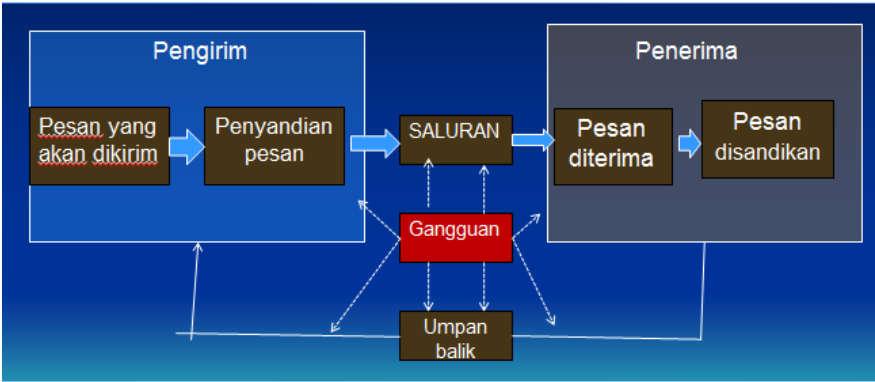 Pengirim
Penerima
Pesan yang
akan dikirim
Penyandian
pesan
SALURAN
Pesan
diterima
Pesan
disandikan
Gangguan
Umpan
balik